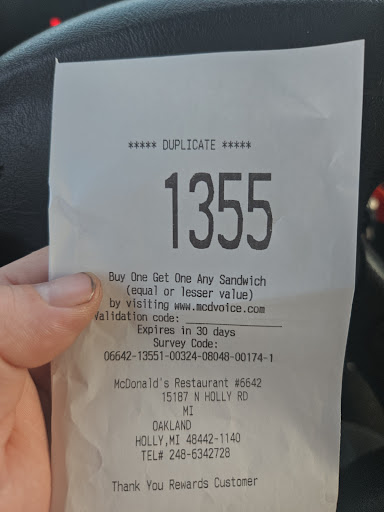 ***** DUPLICATE *****
1355
Buy One Get One Any Sandwich
(equal or lesser value)
by visiting www.mcdvoice.com
Validation code:
Expires in 30 days
Survey Code:
06642-13551-00324-08048-00174-1
McDonald's Restaurant #6642
15187 N HOLLY RD
MI
OAKLAND
HOLLY,MI 48442-1140
TEL# 248-6342728
Thank You Rewards Customer